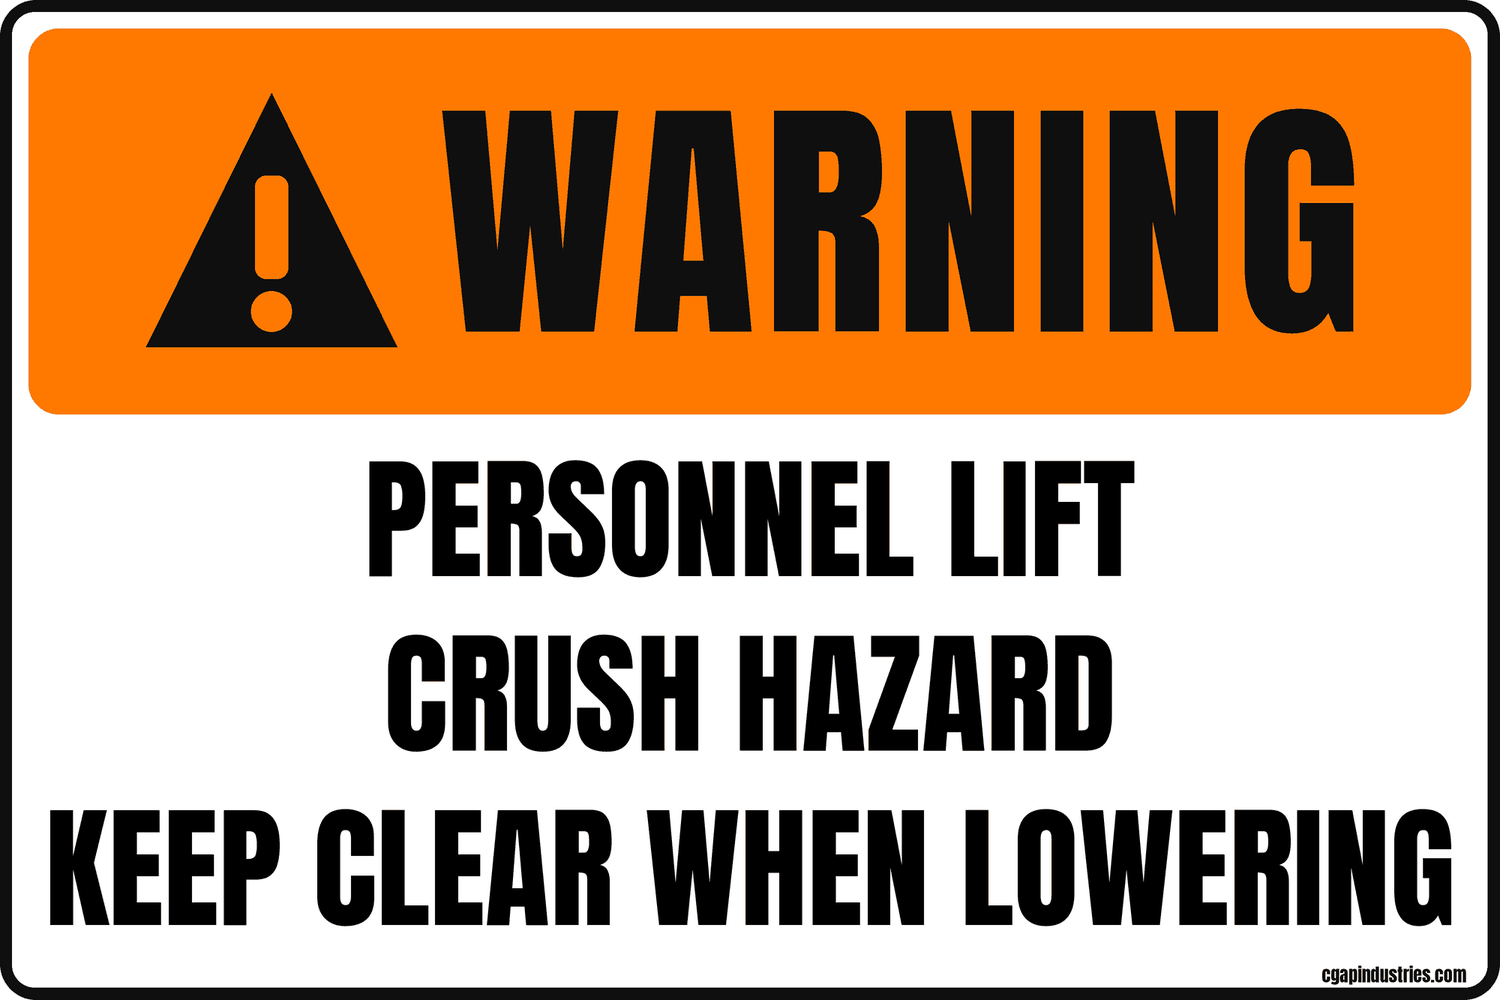 WARNING
PERSONNEL LIFT
CRUSH HAZARD
KEEP CLEAR WHEN LOWERING
cgapindustries.com